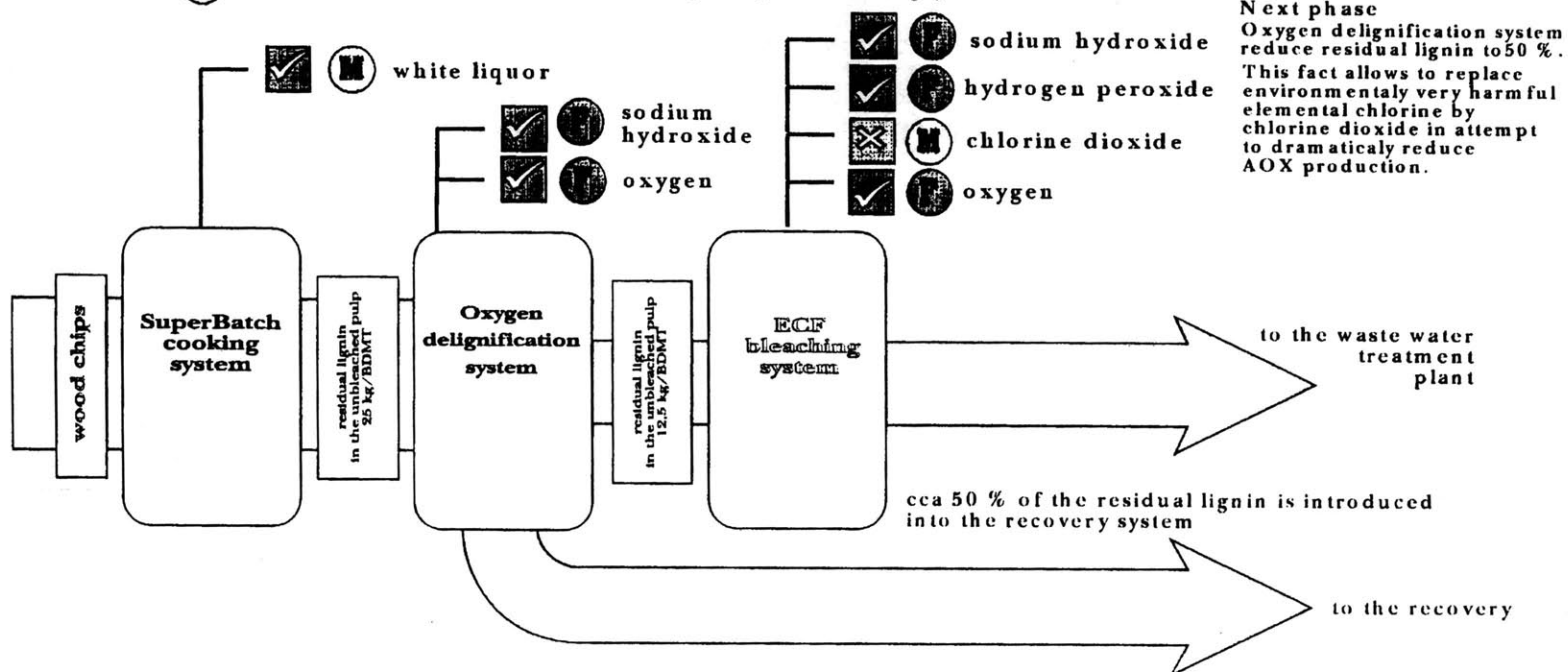 Next phase
Oxygen delignification system
reduce residual lignin to 50 %.
This fact allows to replace
environmentaly very harmful
elemental chlorine by
chlorine dioxide in attempt
to dramaticaly reduce
AOX production.
M white liquor
F sodium
hydroxide
F oxygen
F sodium hydroxide
F hydrogen peroxide
M chlorine dioxide
F oxygen
wood chips
SuperBatch
cooking
system
residual lignin
in the unbleached pulp
25 kg/BDMT
Oxygen
delignification
system
residual lignin
in the unbleached pulp
12,5 kg/BDMT
ECF
bleaching
system
to the waste water
treatment
plant
cca 50 % of the residual lignin is introduced
into the recovery system
to the recovery